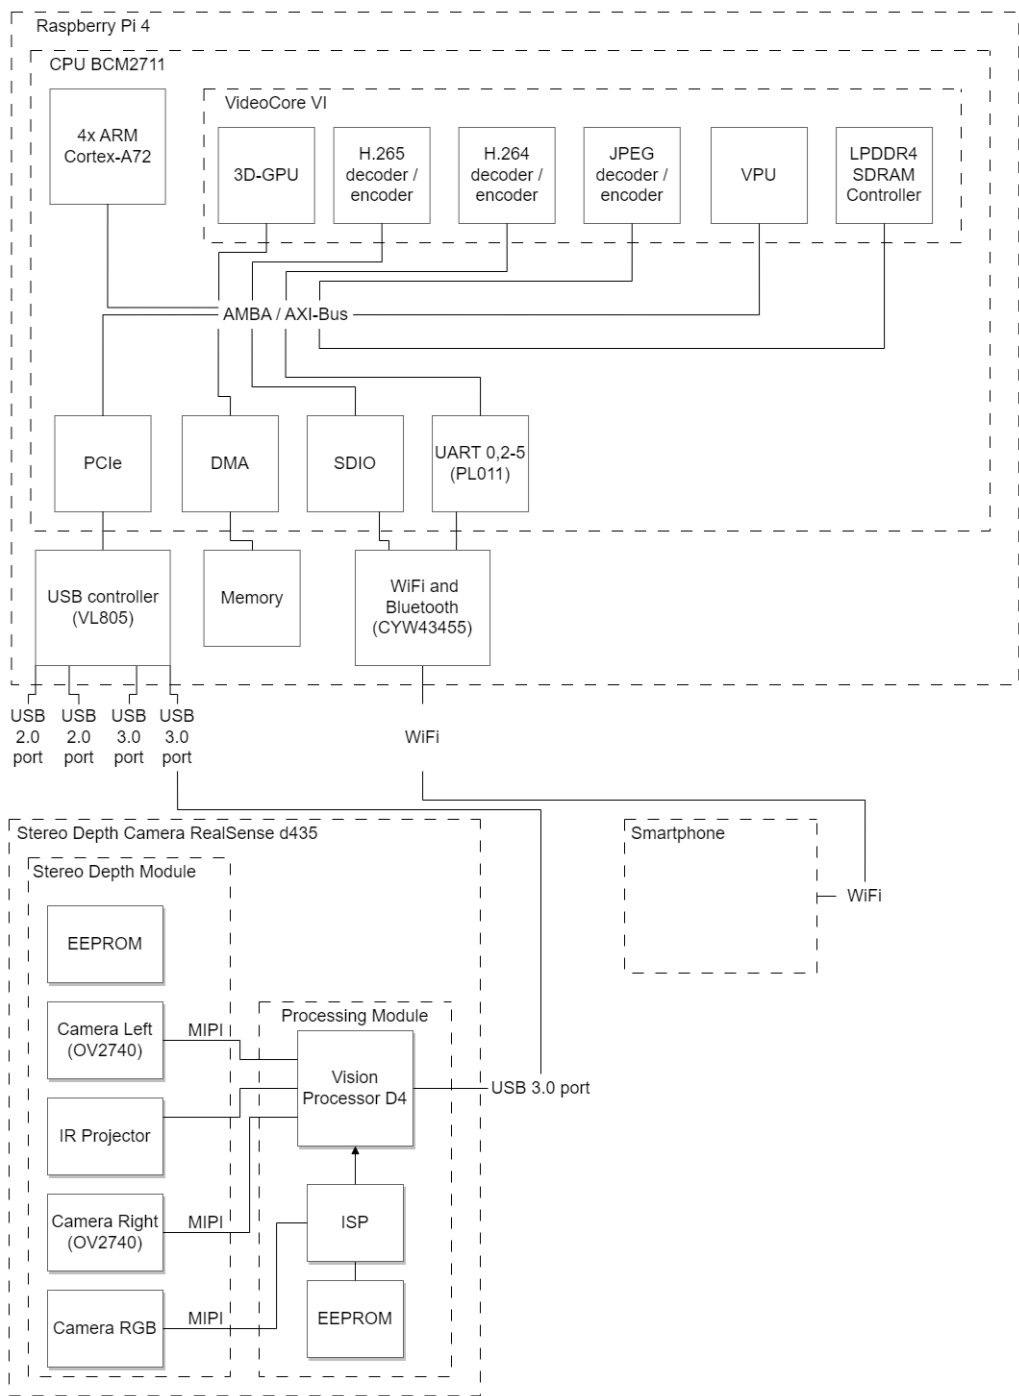 Raspberry Pi 4
CPU BCM2711
4x ARM
Cortex-A72
VideoCore VI
3D-GPU
H.265
decoder /
encoder
H.264
decoder /
encoder
JPEG
decoder /
encoder
VPU
LPDDR4
SDRAM
Controller
AMBA / AXI-Bus
PCIe
DMA
SDIO
UART 0,2-5
(PL011)
USB controller
(VL805)
Memory
WiFi and
Bluetooth
(CYW43455)
USB
2.0
port
USB
2.0
port
USB
3.0
port
USB
3.0
port
WiFi
Stereo Depth Camera RealSense d435
Stereo Depth Module
EEPROM
Camera Left
(OV2740)
MIPI
IR Projector
Camera Right
(OV2740)
MIPI
Camera RGB
MIPI
Processing Module
Vision
Processor D4
ISP
EEPROM
USB 3.0 port
Smartphone
WiFi